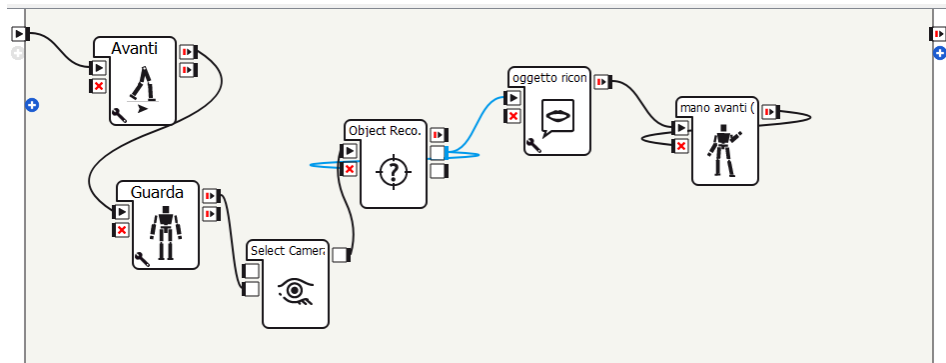 Avanti
Guarda
Select Camera
Object Reco.
?
oggetto ricon
mano avanti (